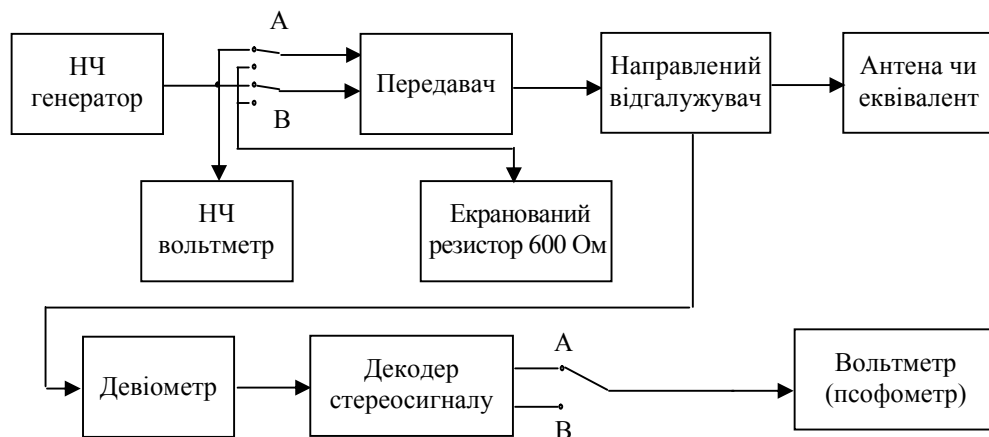 А
НЧ
генератор
Передавач
Направлений
відгалужувач
Антена чи
еквівалент
В
НЧ
вольтметр
Екранований
резистор 600 Ом
А
Девіометр
Декодер
стереосигналу
Вольтметр
(псофометр)
В